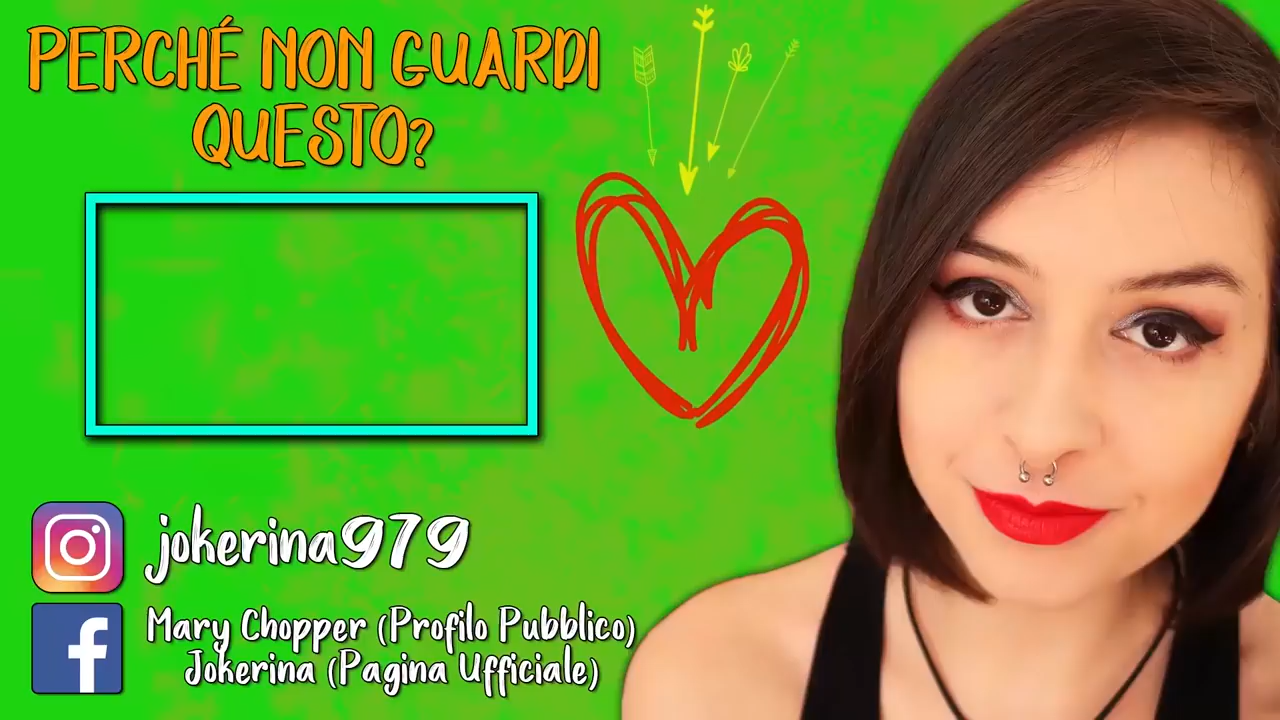 PERCHÉ NON GUARDI
QUESTO?
jokerina979
Mary Chopper (Profilo Pubblico)
Jokerina (Pagina Ufficiale)